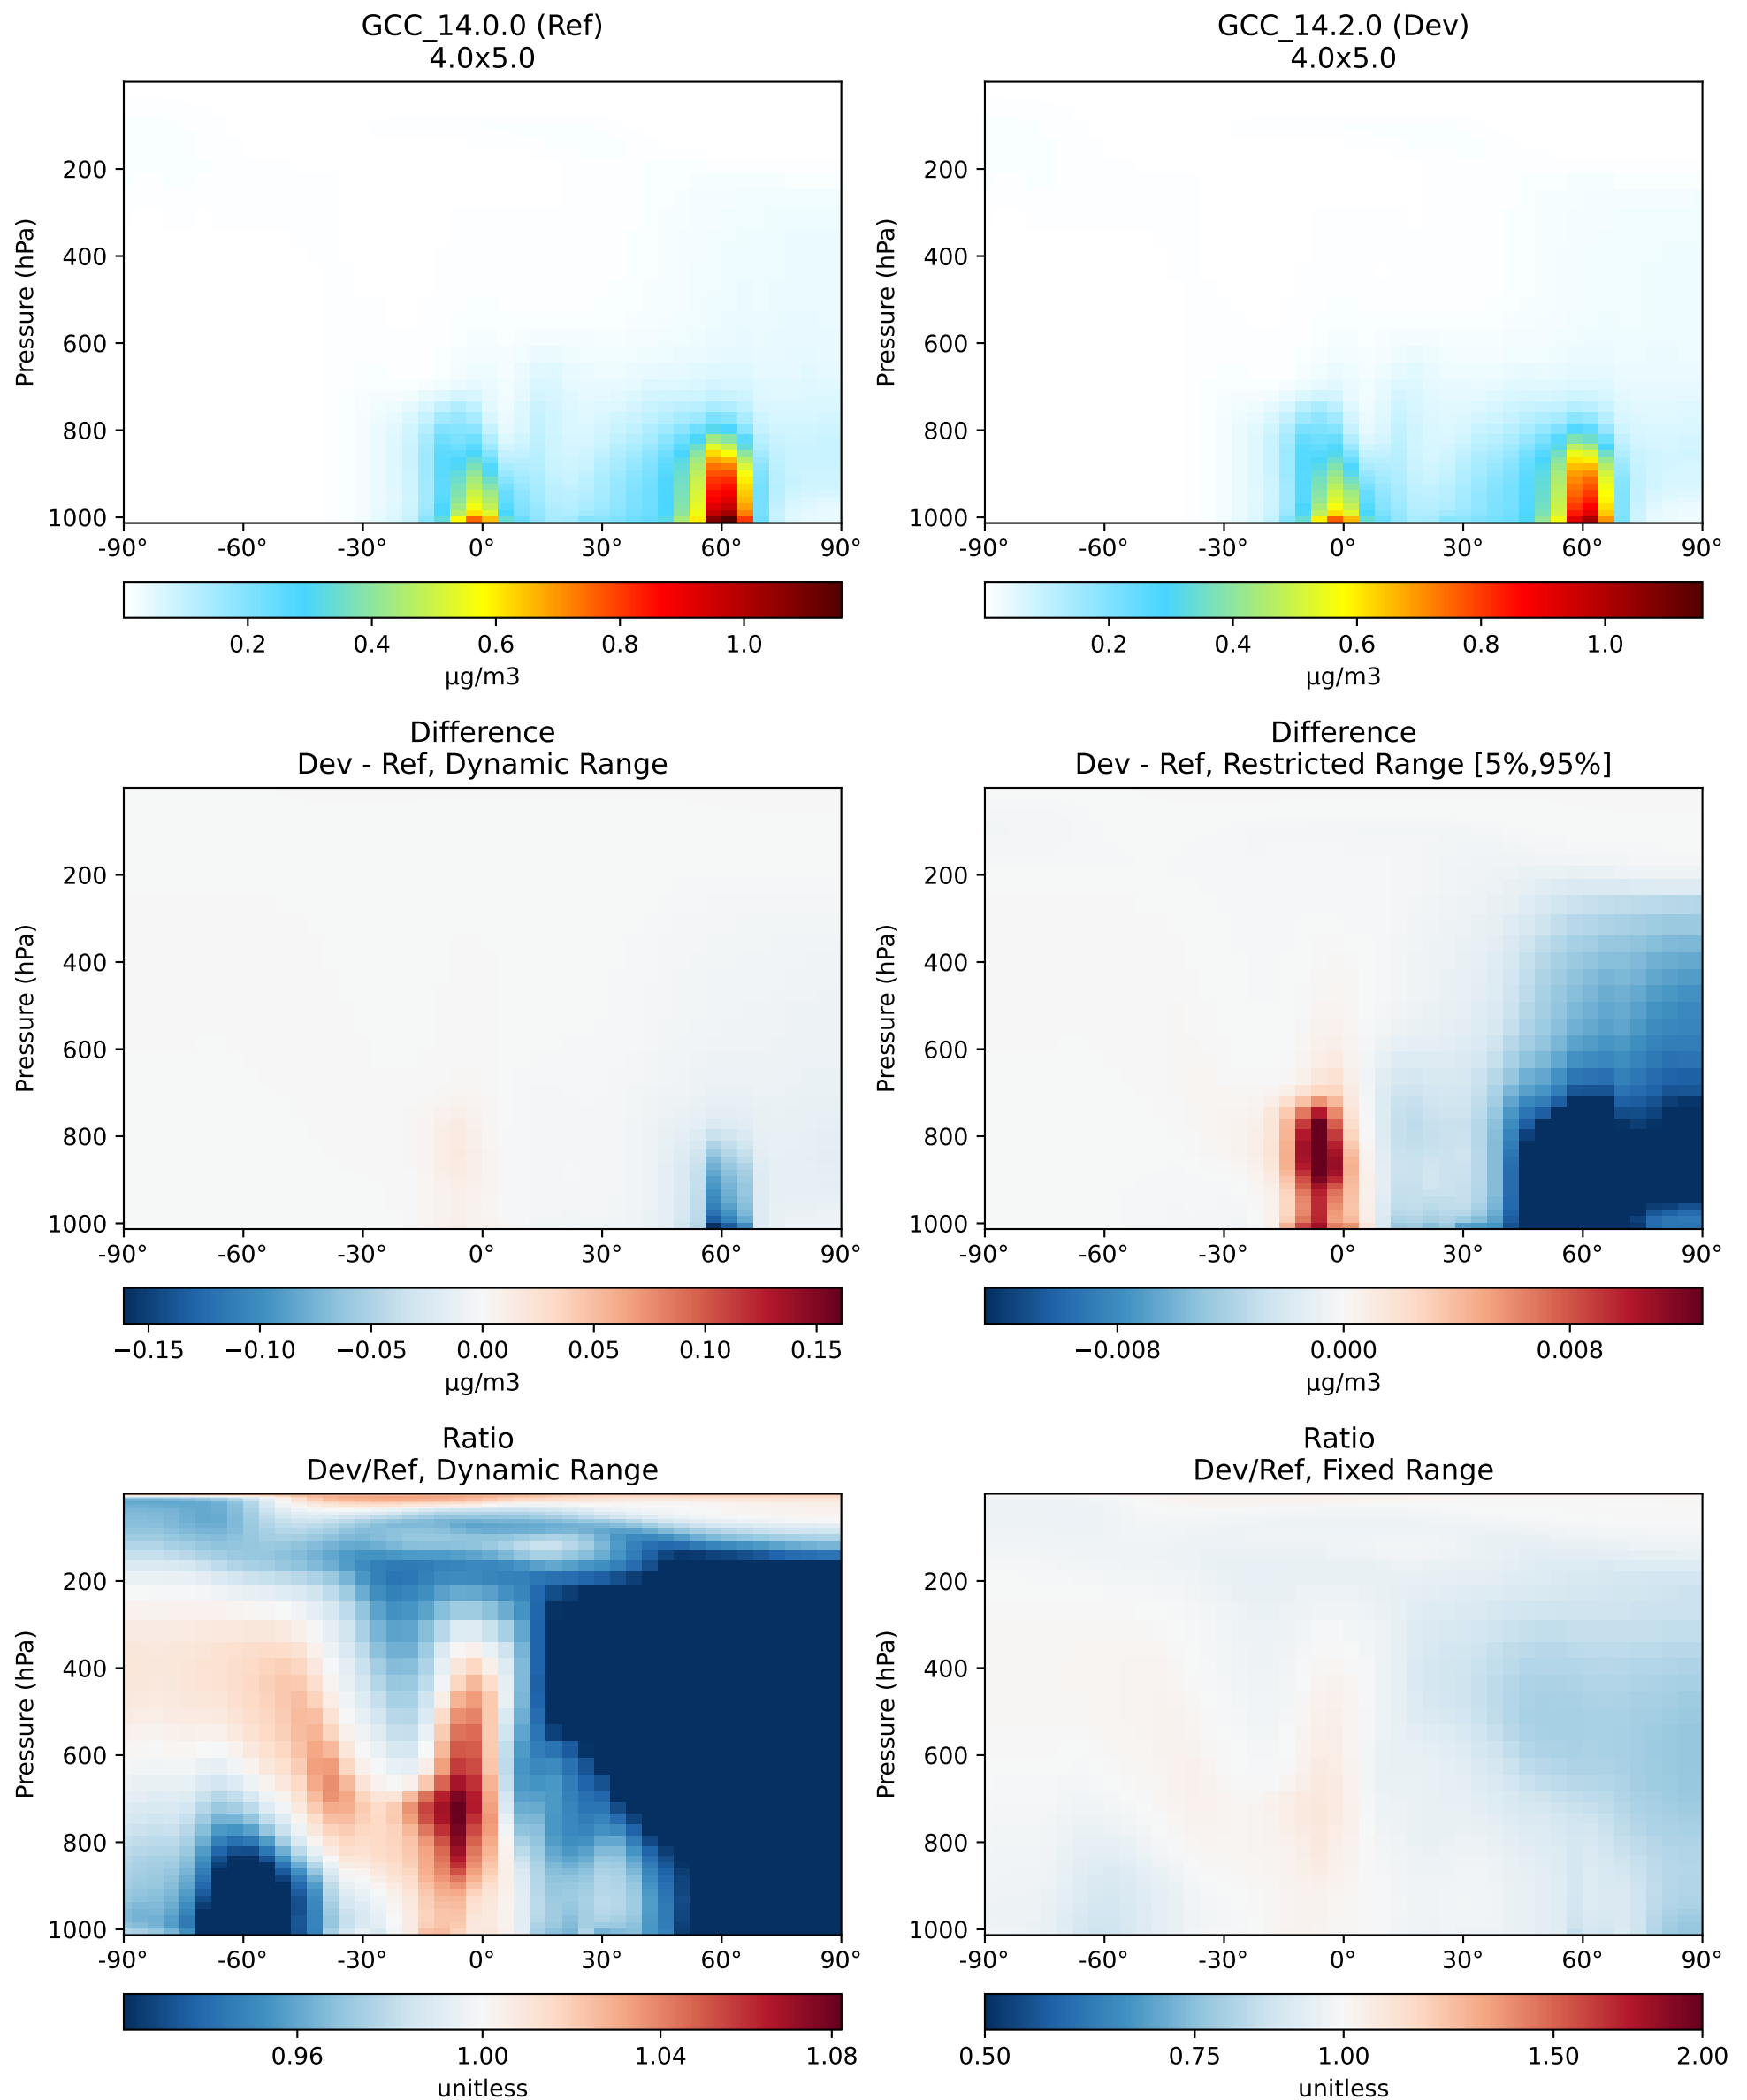 GCC_14.0.0 (Ref)
4.0x5.0
Pressure (hPa)
200
400
600
800
1000
-90° -60° -30° 0° 30° 60° 90°
0.2 0.4 0.6 0.8 1.0
µg/m3
GCC_14.2.0 (Dev)
4.0x5.0
Pressure (hPa)
200
400
600
800
1000
-90° -60° -30° 0° 30° 60° 90°
0.2 0.4 0.6 0.8 1.0
µg/m3
Difference
Dev - Ref, Dynamic Range
Pressure (hPa)
200
400
600
800
1000
-90° -60° -30° 0° 30° 60° 90°
−0.15 −0.10 −0.05 0.00 0.05 0.10 0.15
µg/m3
Difference
Dev - Ref, Restricted Range [5%,95%]
Pressure (hPa)
200
400
600
800
1000
-90° -60° -30° 0° 30° 60° 90°
−0.008 0.000 0.008
µg/m3
Ratio
Dev/Ref, Dynamic Range
Pressure (hPa)
200
400
600
800
1000
-90° -60° -30° 0° 30° 60° 90°
0.96 1.00 1.04 1.08
unitless
Ratio
Dev/Ref, Fixed Range
Pressure (hPa)
200
400
600
800
1000
-90° -60° -30° 0° 30° 60° 90°
0.50 0.75 1.00 1.50 2.00
unitless